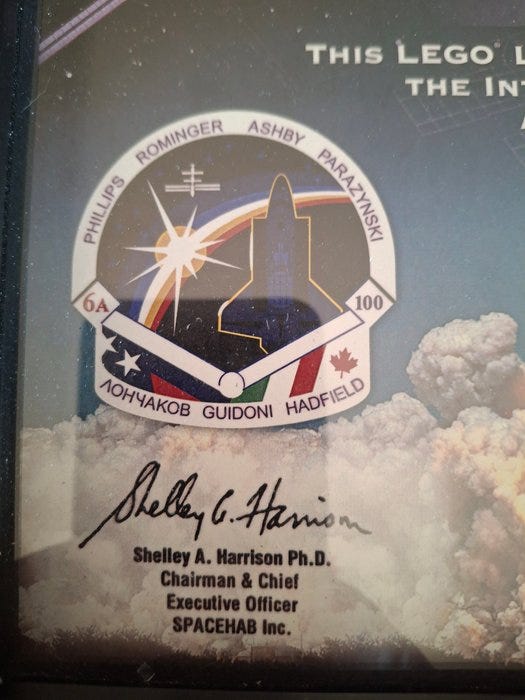 THIS LEGO® L
THE INT
A
PHILLIPS ROMINGER ASHBY PARAZYNSKI
6A
100
ЛОНЧАКОВ GUIDONI HADFIELD
Shelley A. Harrison
Shelley A. Harrison Ph.D.
Chairman & Chief
Executive Officer
SPACEHAB Inc.